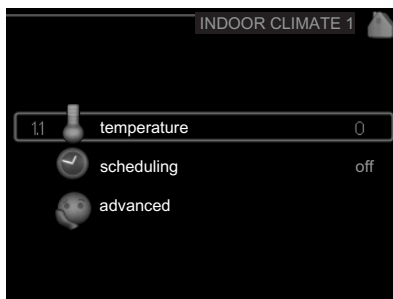 INDOOR CLIMATE 1
1.1 temperature 0
scheduling off
advanced